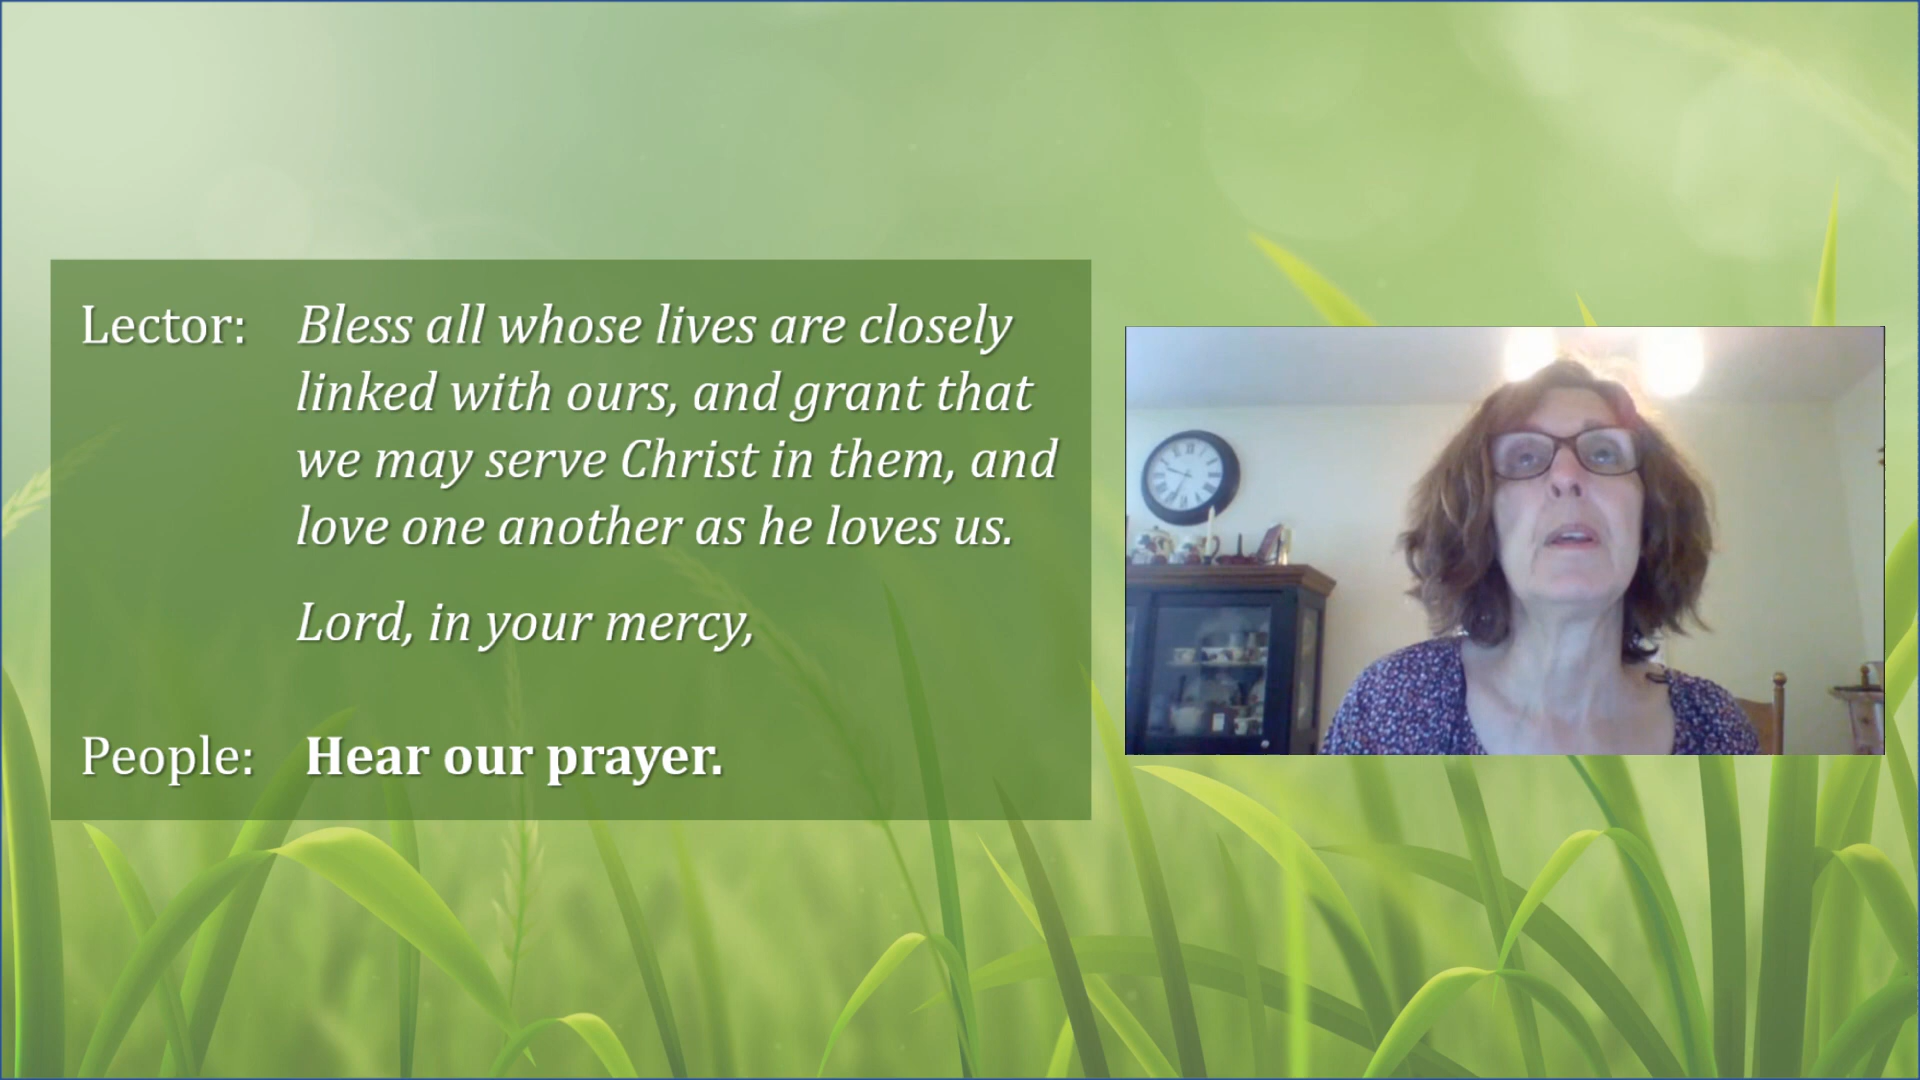 Lector: Bless all whose lives are closely
linked with ours, and grant that
we may serve Christ in them, and
love one another as he loves us.
Lord, in your mercy,
People: Hear our prayer.